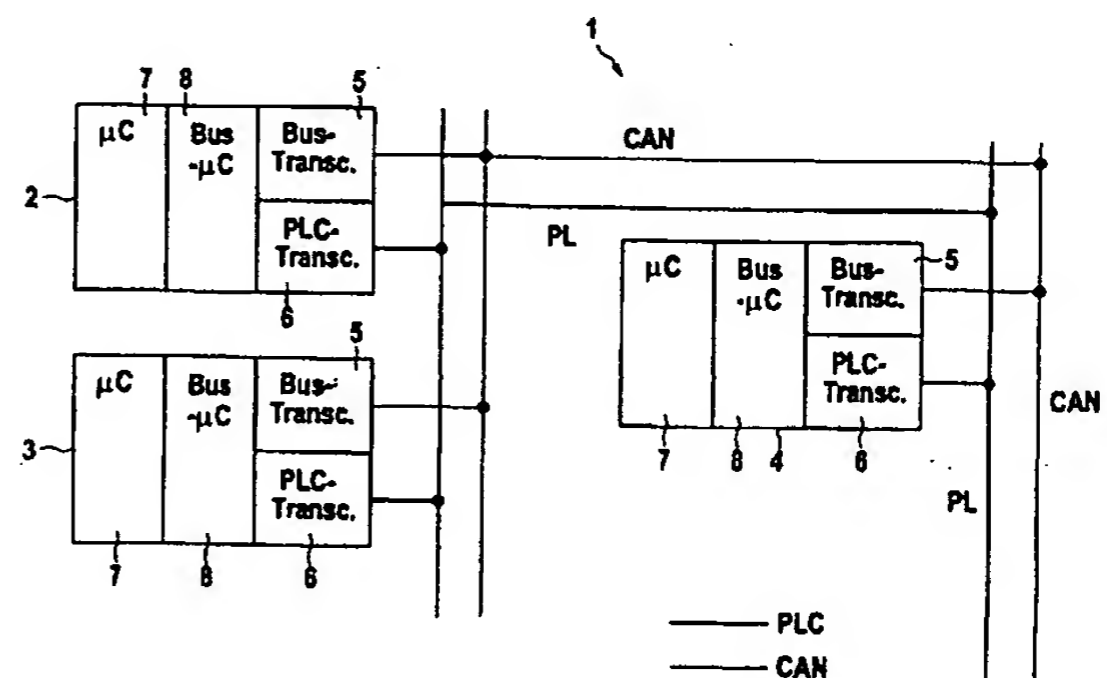 1
7 8 5
μC Bus -μC Bus- Transc.
CAN
2
PLC- Transc.
PL
6
μC Bus -μC Bus- Transc. 5
5
μC Bus -μC Bus- Transc.
PLC- Transc.
CAN
3
7 8 4 6
PLC- Transc.
PL
7 8 6
PLC
CAN